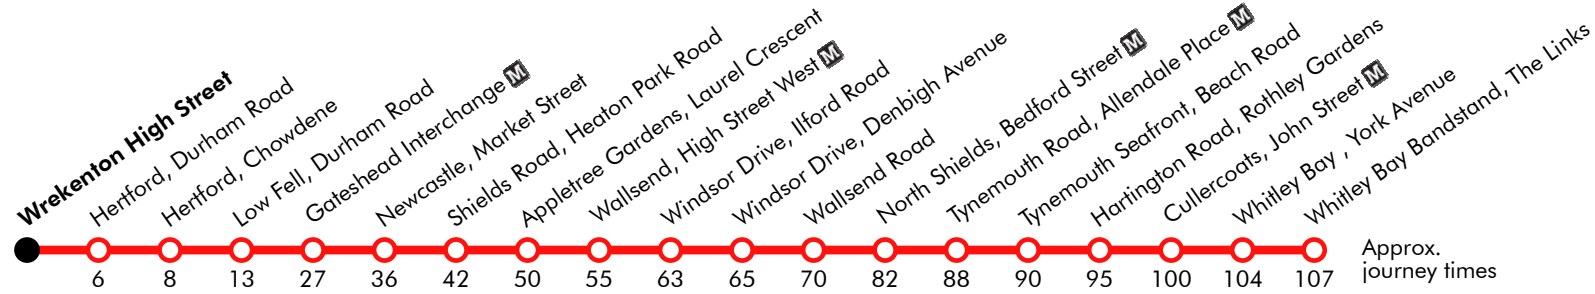 Wrekenton High Street
Hertford, Durham Road
Hertford, Chowdene
Low Fell, Durham Road
Gateshead Interchange M
Newcastle, Market Street
Shields Road, Heaton Park Road
Appletree Gardens, Laurel Crescent
Wallsend, High Street West M
Windsor Drive, Ilford Road
Windsor Drive, Denbigh Avenue
Wallsend Road
North Shields, Bedford Street M
Tynemouth Road, Allendale Place M
Tynemouth Seafront, Beach Road
Hartington Road, Rothley Gardens
Cullercoats, John Street M
Whitley Bay , York Avenue
Whitley Bay Bandstand, The Links
6 8 13 27 36 42 50 55 63 65 70 82 88 90 95 100 104 107
Approx.
journey times